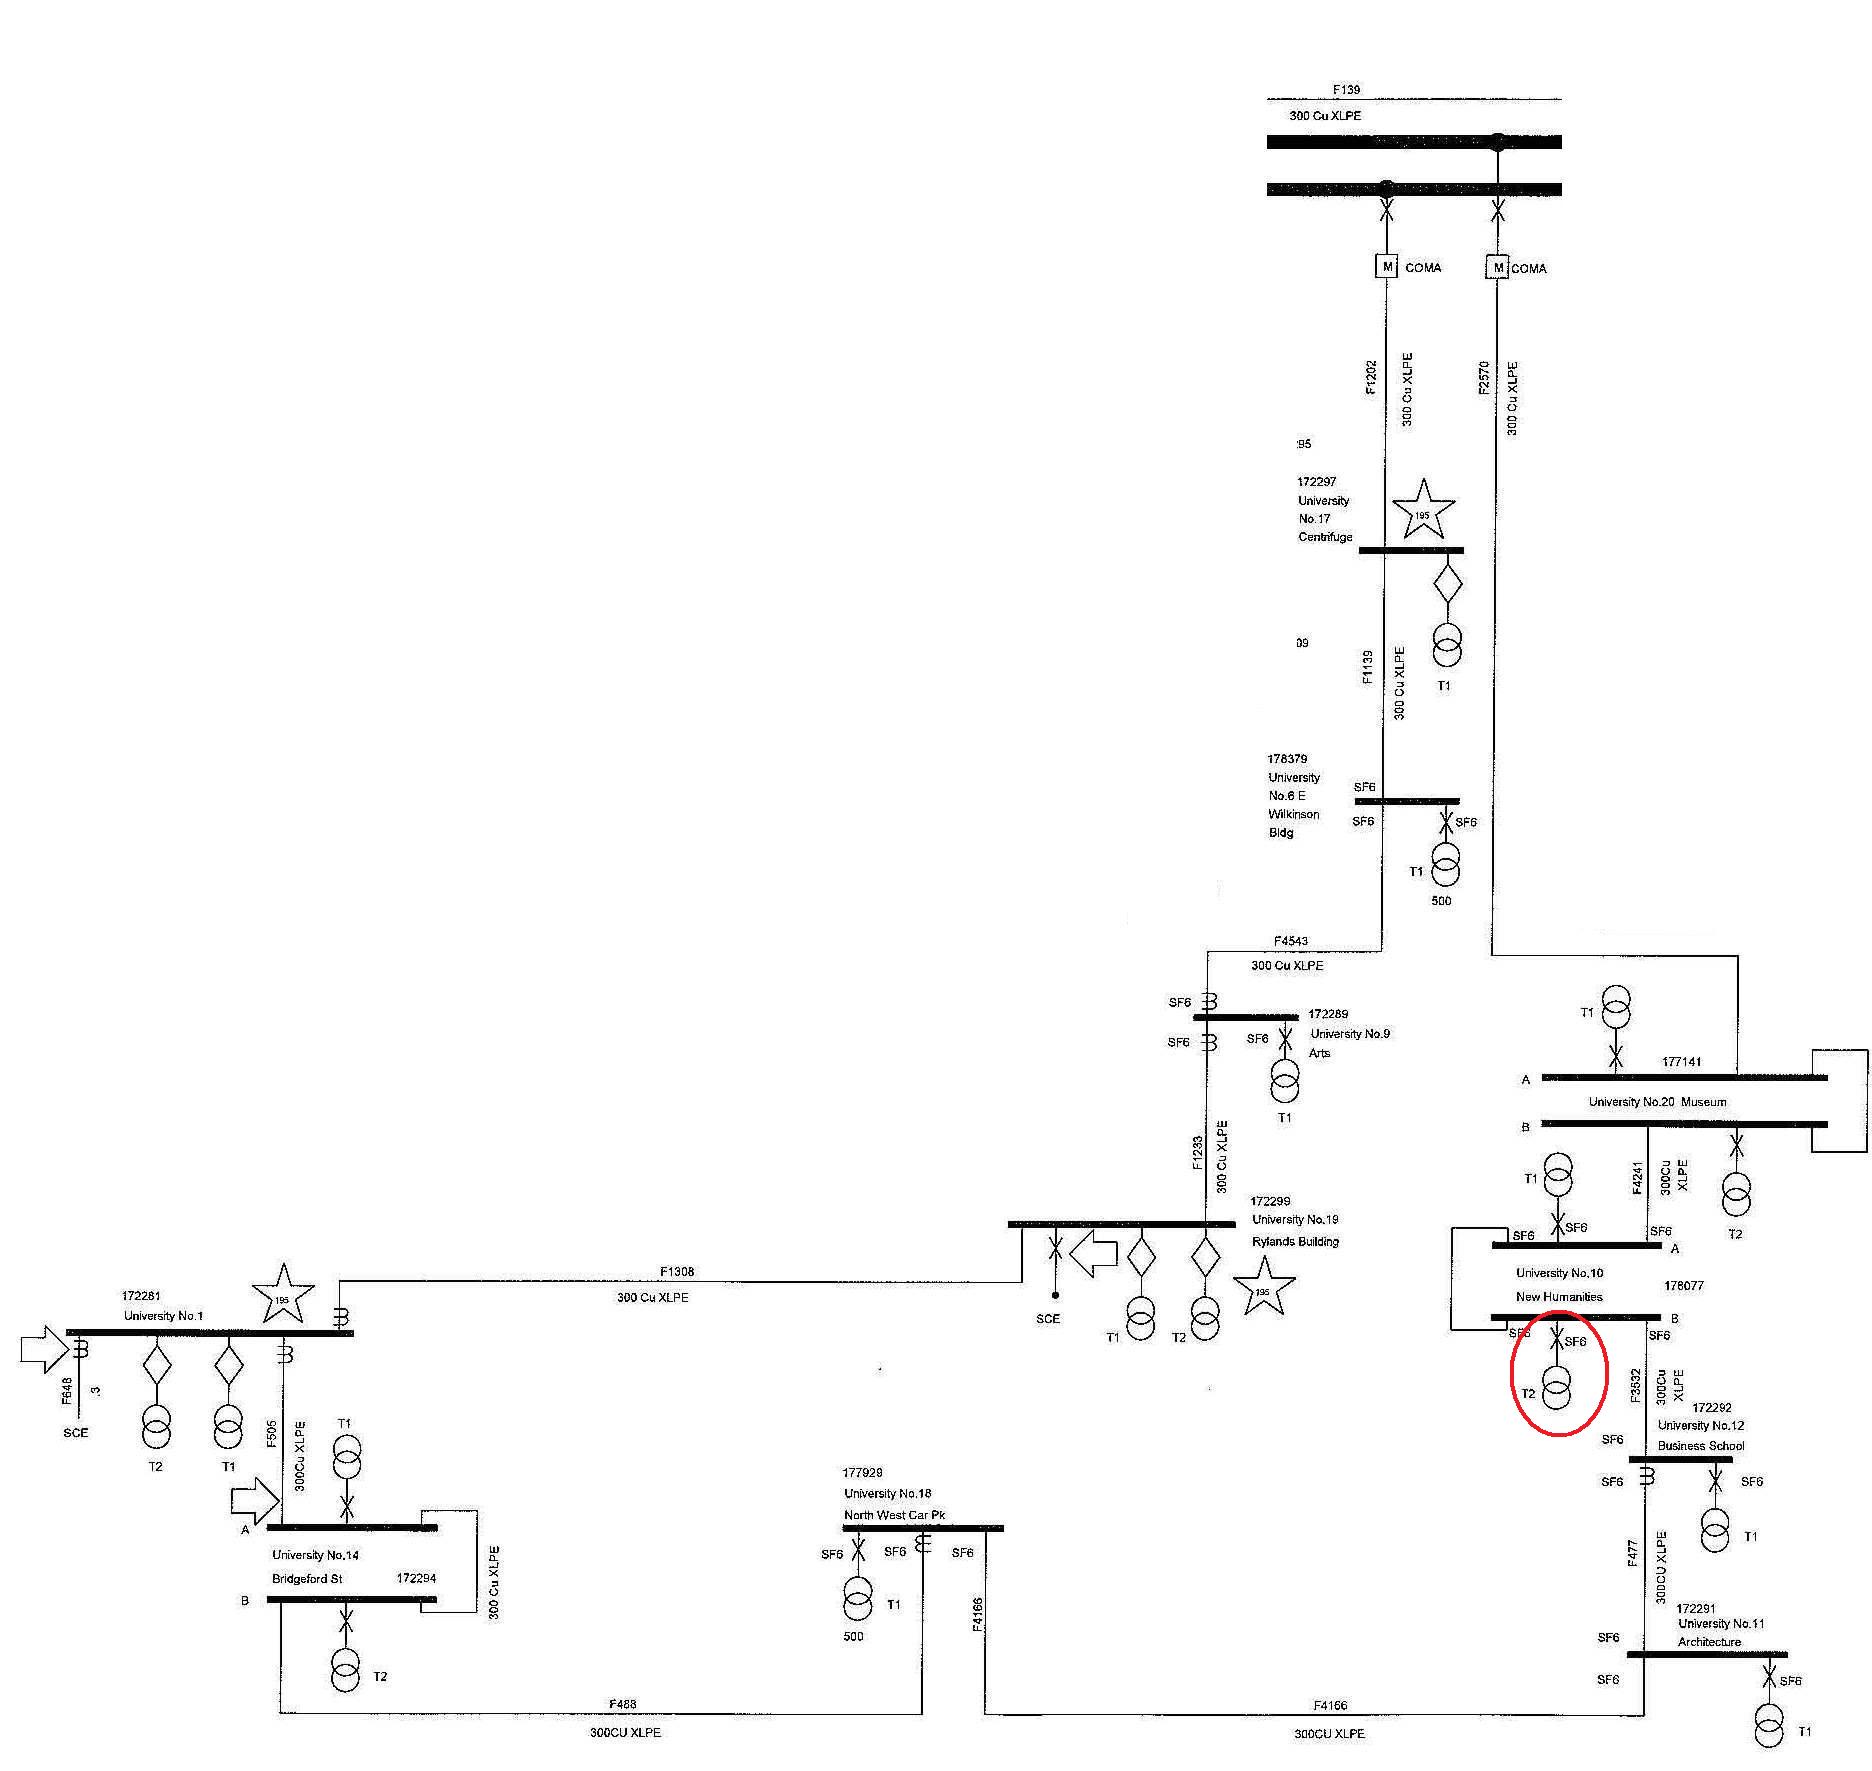 F139
300 Cu XLPE
M COMA
M COMA
F1202
300 Cu XLPE
F2570
300 Cu XLPE
195
172297
University
No.17
Centrifuge
T1
F1139
300 Cu XLPE
178379
University
No.6 E
Wilkinson
Bldg
SF6
SF6
SF6
T1
500
F4543
300 Cu XLPE
SF6
SF6
SF6
172289
University No.9
Arts
T1
F1233
300 Cu XLPE
T1
177141
A
University No.20 Museum
B
T2
F4241
300Cu
XLPE
T1
SF6
SF6
SF6
A
University No.10
178077
New Humanities
B
SF6
SF6
SF6
T2
F3532
300Cu
XLPE
172299
University No.19
Rylands Building
195
SCE
T1
T2
F1308
300 Cu XLPE
172281
University No.1
195
F648
.3
SCE
T2
T1
F505
300Cu XLPE
T1
A
University No.14
Bridgeford St
172294
B
300 Cu XLPE
T2
177929
University No.18
North West Car Pk
SF6
SF6
SF6
T1
500
F4166
172292
University No.12
Business School
SF6
SF6
SF6
T1
F477
300CU XLPE
172291
University No.11
Architecture
SF6
SF6
SF6
T1
F488
300CU XLPE
F4166
300CU XLPE